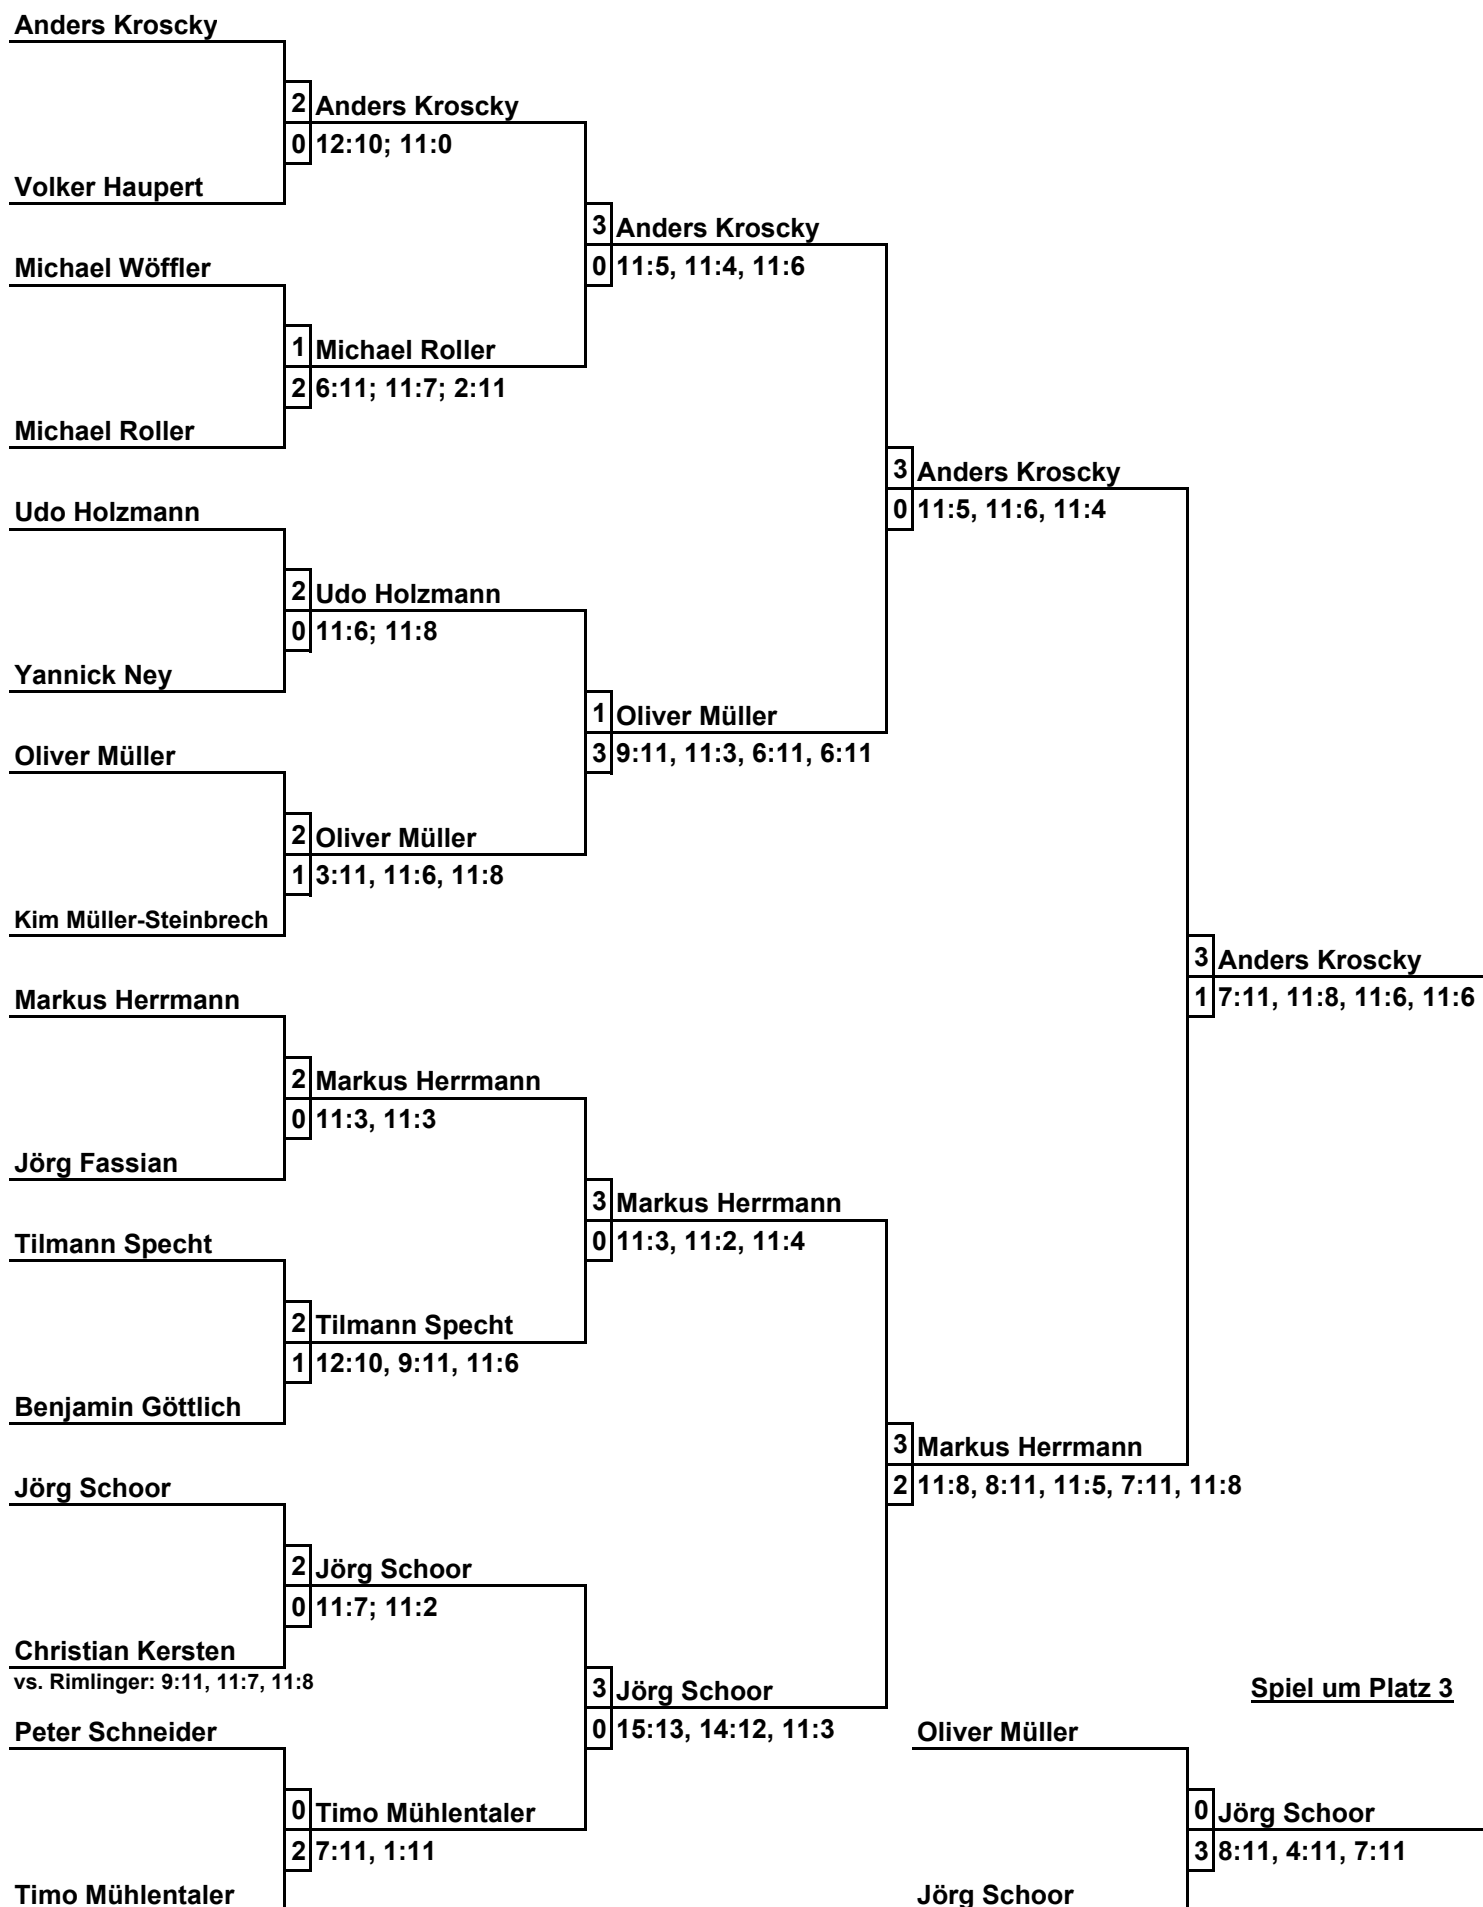 Anders Kroscky
2 Anders Kroscky
0 12:10; 11:0
Volker Haupert
3 Anders Kroscky
0 11:5, 11:4, 11:6
Michael Wöffler
1 Michael Roller
2 6:11; 11:7; 2:11
Michael Roller
3 Anders Kroscky
0 11:5, 11:6, 11:4
Udo Holzmann
2 Udo Holzmann
0 11:6; 11:8
Yannick Ney
1 Oliver Müller
3 9:11, 11:3, 6:11, 6:11
Oliver Müller
2 Oliver Müller
1 3:11, 11:6, 11:8
Kim Müller-Steinbrech
3 Anders Kroscky
1 7:11, 11:8, 11:6, 11:6
Markus Herrmann
2 Markus Herrmann
0 11:3, 11:3
Jörg Fassian
3 Markus Herrmann
0 11:3, 11:2, 11:4
Tilmann Specht
2 Tilmann Specht
1 12:10, 9:11, 11:6
Benjamin Göttlich
3 Markus Herrmann
2 11:8, 8:11, 11:5, 7:11, 11:8
Jörg Schoor
2 Jörg Schoor
0 11:7; 11:2
Christian Kersten
vs. Rimlinger: 9:11, 11:7, 11:8
3 Jörg Schoor
0 15:13, 14:12, 11:3
Spiel um Platz 3
Peter Schneider
Oliver Müller
0 Timo Mühlentaler
2 7:11, 1:11
0 Jörg Schoor
3 8:11, 4:11, 7:11
Timo Mühlentaler
Jörg Schoor